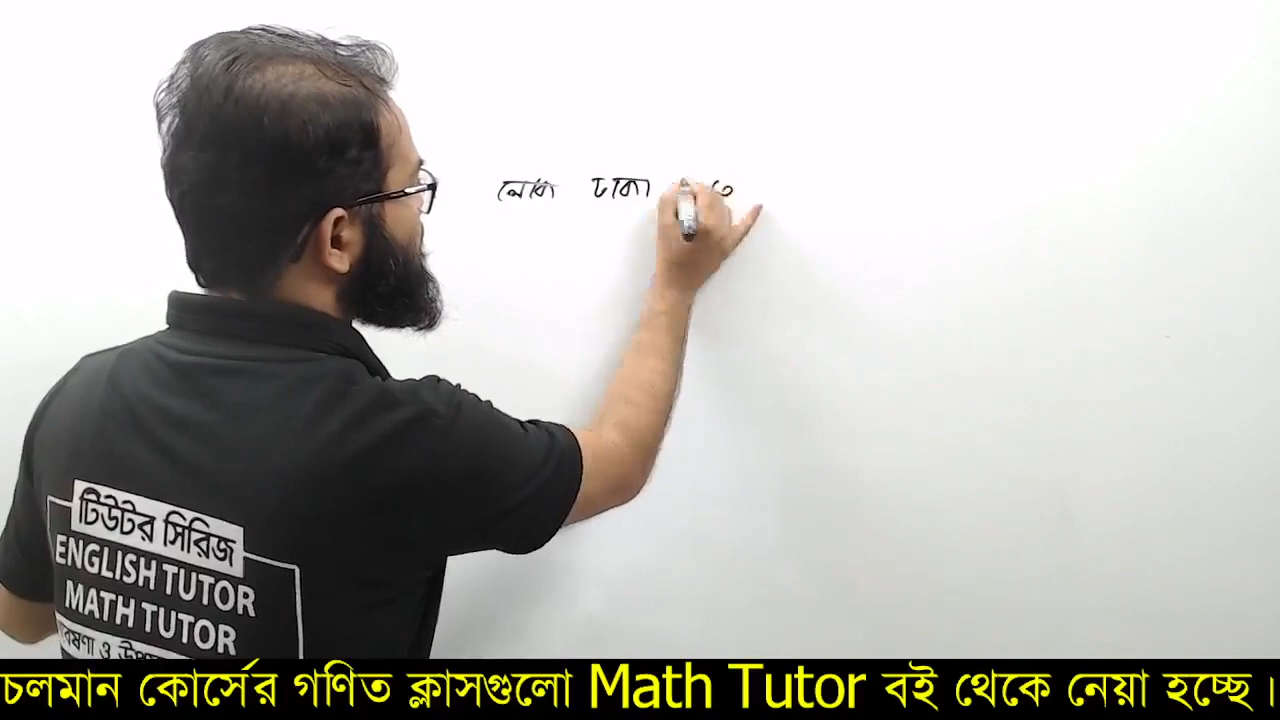 টিউটর সিরিজ
ENGLISH TUTOR
MATH TUTOR
চলমান কোর্সের গণিত ক্লাসগুলো Math Tutor বই থেকে নেয়া হচ্ছে।